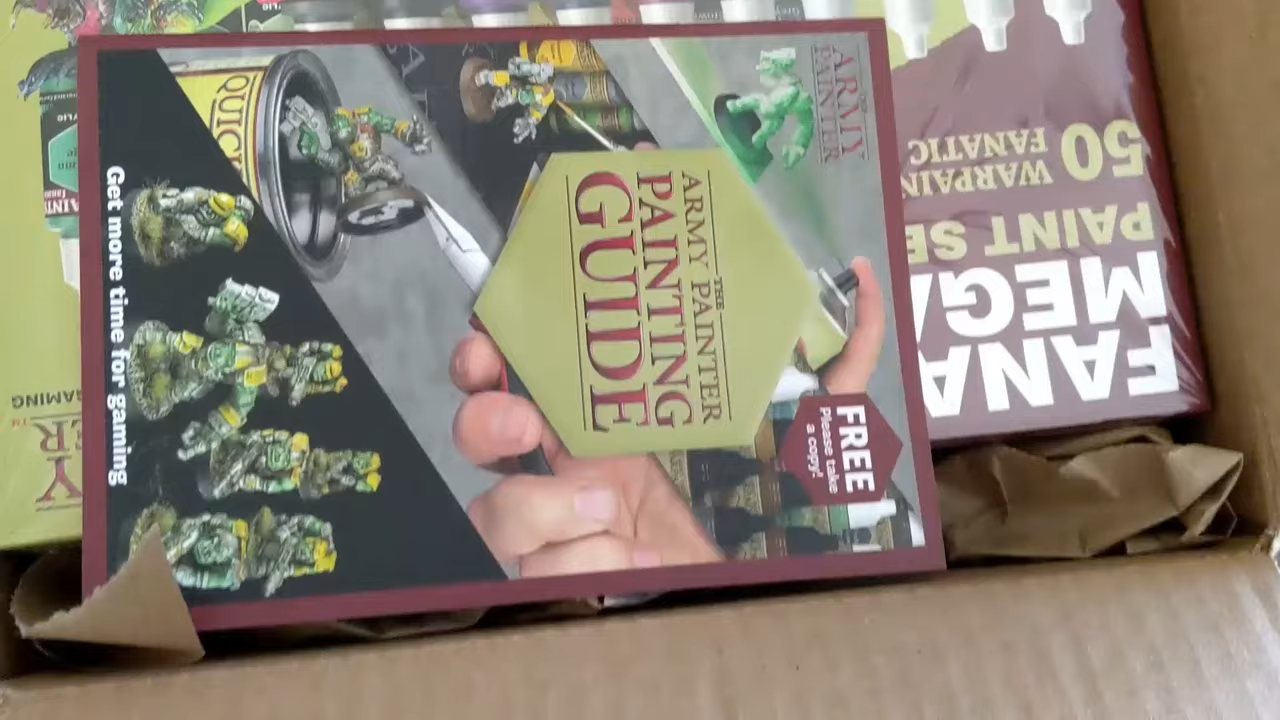 THE
ARMY PAINTER
PAINTING
GUIDE
THE
ARMY
PAINTER
FREE
Please take
a copy!
Get more time for gaming
QUICK
FANA
MEGA
PAINT SE
50
WARPAIN
FANATIC
GAMING